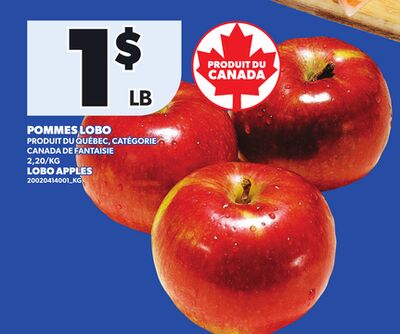 1$
LB
PRODUIT DU
CANADA
POMMES LOBO
PRODUIT DU QUÉBEC, CATÉGORIE
CANADA DE FANTAISIE
2,20/KG
LOBO APPLES
20020414001_KG